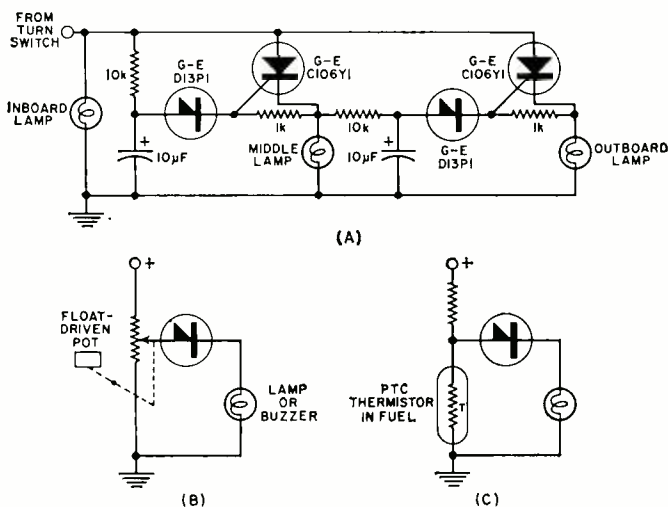 FROM
TURN
SWITCH
10k
G-E
D13P1
G-E
C106Y1
G-E
C106Y1
INBOARD
LAMP
+
10µF
1k
MIDDLE
LAMP
10k
+
10µF
G-E
D13P1
1k
OUTBOARD
LAMP
(A)
+
FLOAT-
DRIVEN
POT
LAMP
OR
BUZZER
(B)
+
PTC
THERMISTOR
IN FUEL
T
(C)